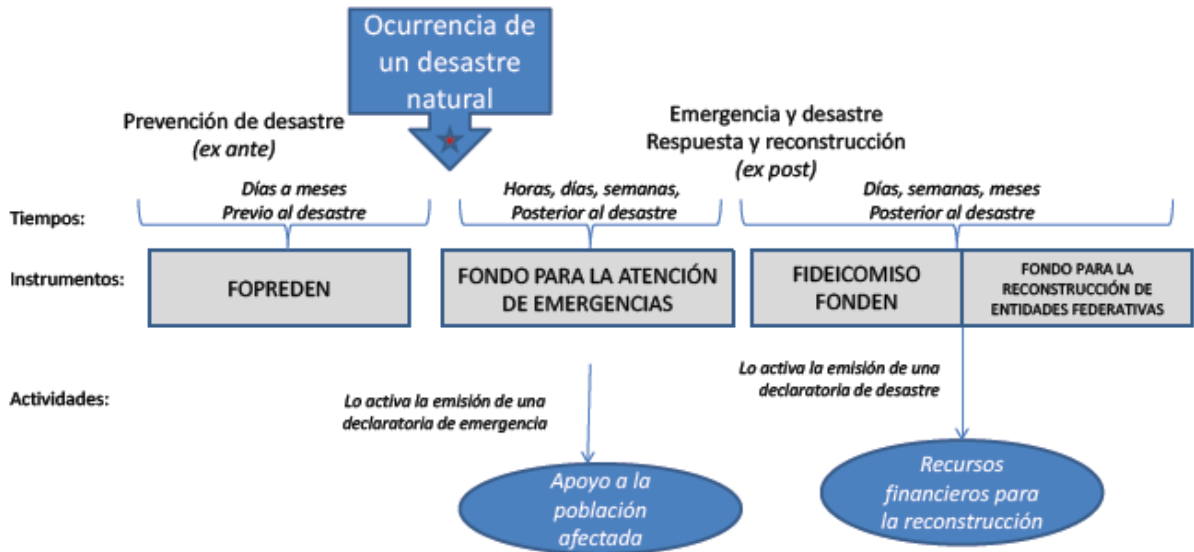 Ocurrencia de
un desastre
natural
Prevención de desastre
(ex ante)
Emergencia y desastre
Respuesta y reconstrucción
(ex post)
Tiempos:
Días a meses
Previo al desastre
Horas, días, semanas,
Posterior al desastre
Días, semanas, meses
Posterior al desastre
Instrumentos:
FOPREDEN
FONDO PARA LA ATENCIÓN
DE EMERGENCIAS
FIDEICOMISO
FONDEN
FONDO PARA LA
RECONSTRUCCIÓN DE
ENTIDADES FEDERATIVAS
Actividades:
Lo activa la emisión de una
declaratoria de emergencia
Lo activa la emisión de una
declaratoria de desastre
Apoyo a la
población
afectada
Recursos
financieros para
la reconstrucción